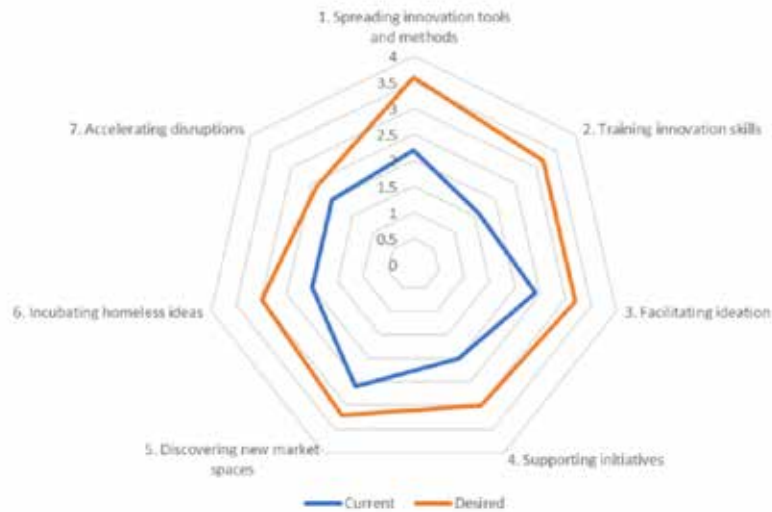 1. Spreading innovation tools
and methods
4
3.5
3
2.5
2
1.5
1
0.5
0
7. Accelerating disruptions
2. Training innovation skills
6. Incubating homeless ideas
3. Facilitating ideation
5. Discovering new market
spaces
4. Supporting initiatives
Current
Desired